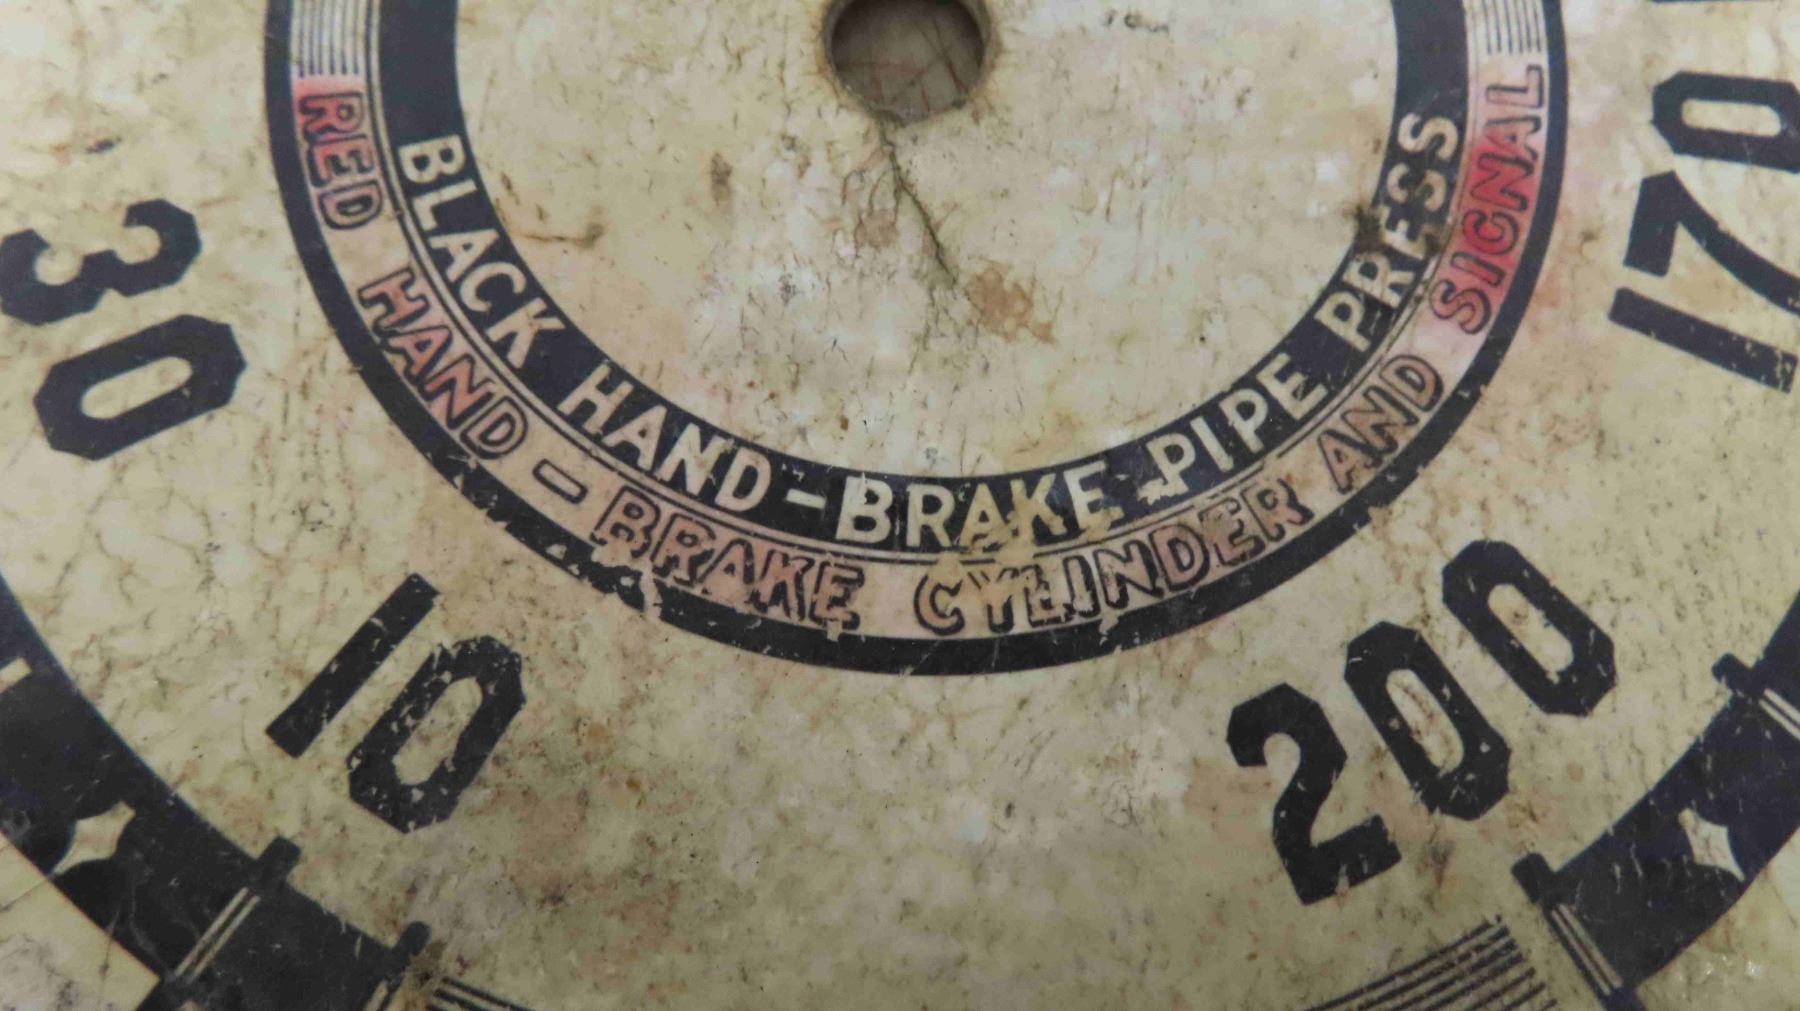 BLACK HAND-BRAKE PIPE PRESS
RED HAND-BRAKE CYLINDER AND SIGNAL
30
10
170
200